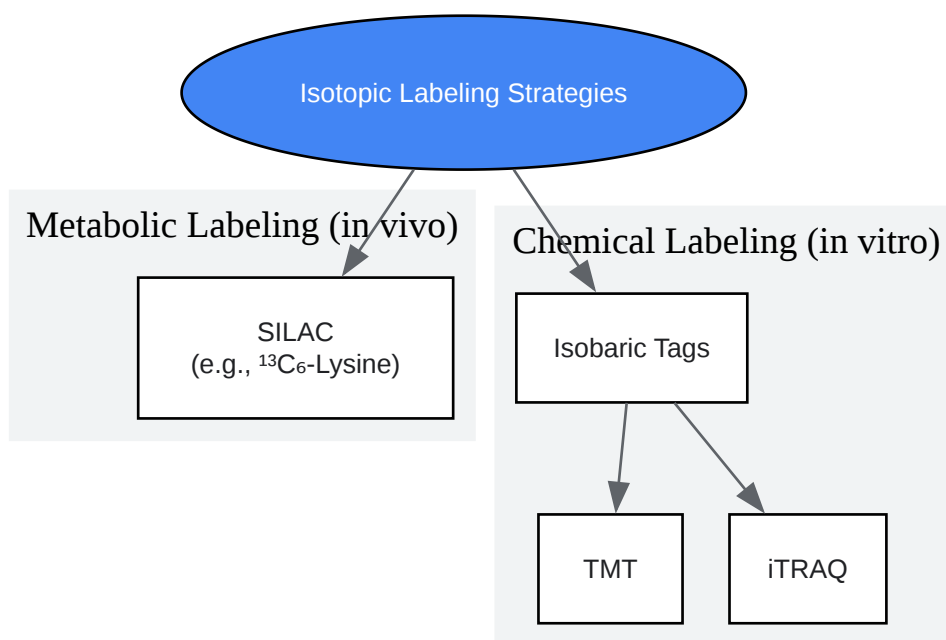 Isotopic Labeling Strategies
Metabolic Labeling (in vivo)
SILAC
(e.g., ¹³C₆-Lysine)
Chemical Labeling (in vitro)
Isobaric Tags
TMT
iTRAQ